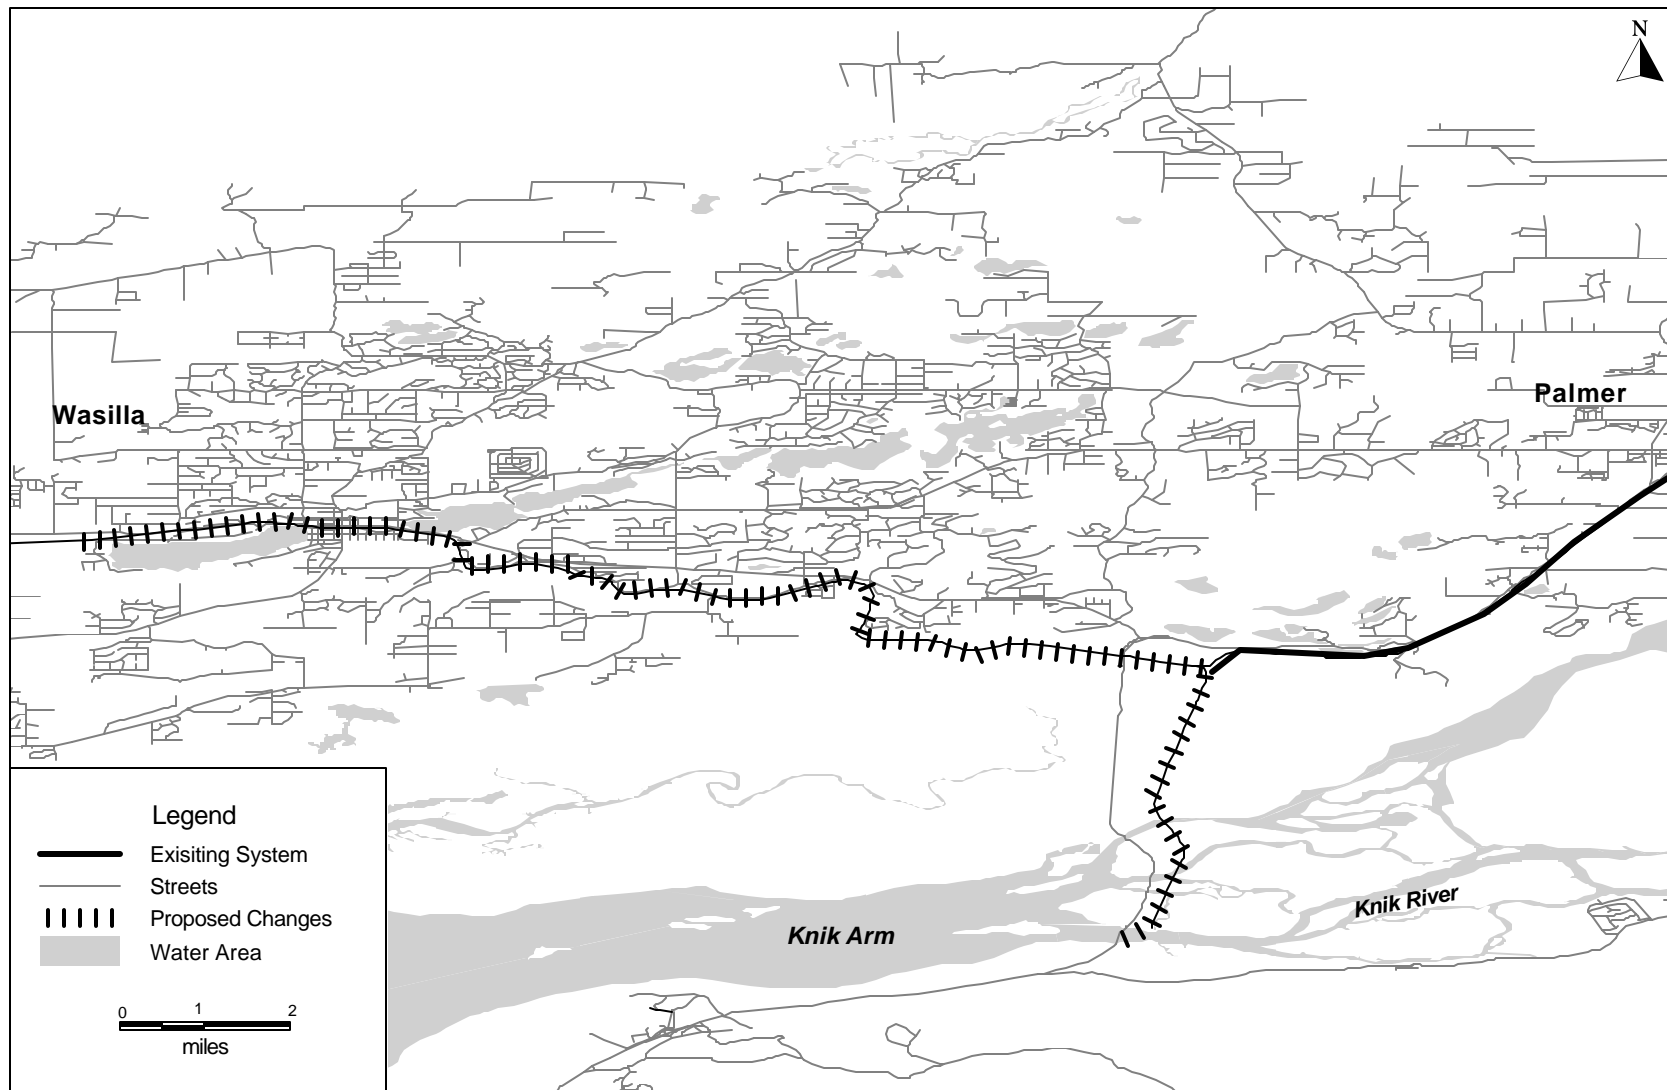 N
Palmer
Wasilla
Legend
Exisiting System
Streets
Proposed Changes
Water Area
0 1 2
miles
Knik Arm
Knik River